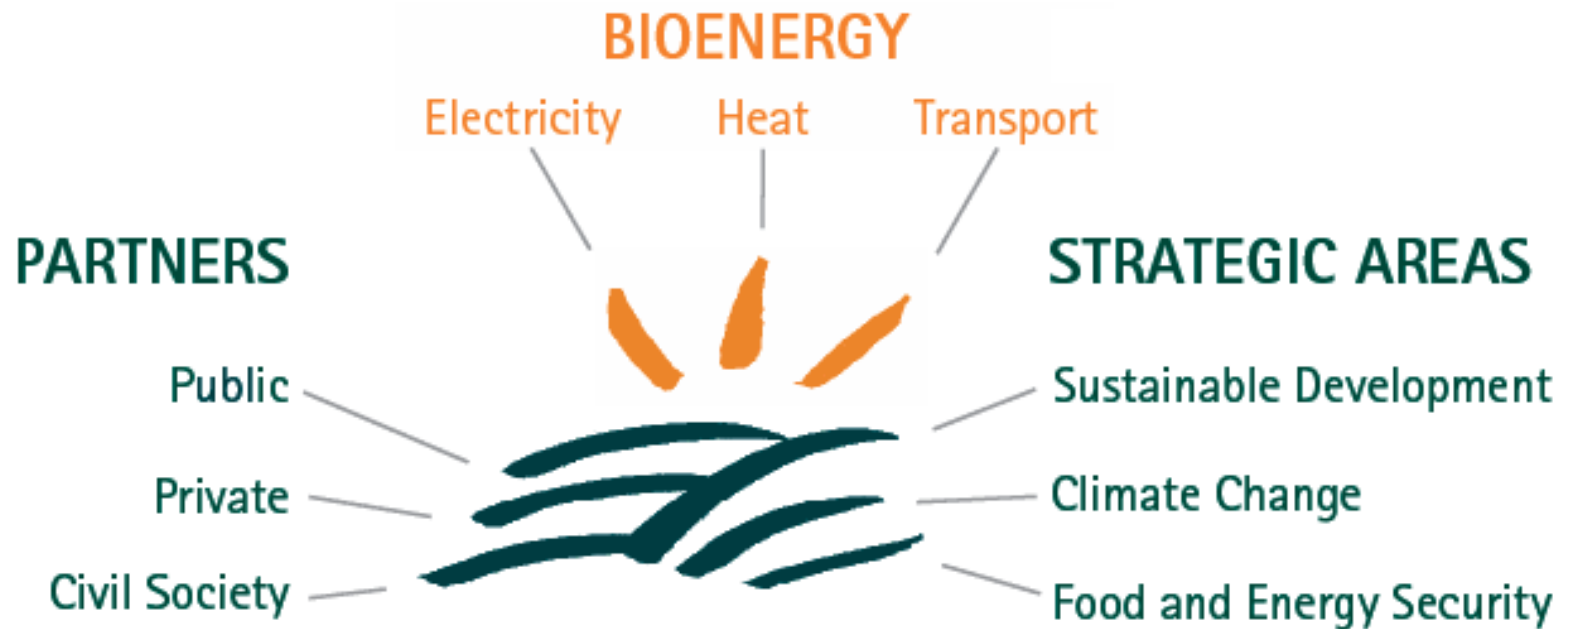 BIOENERGY
Electricity Heat Transport
PARTNERS
Public
Private
Civil Society
STRATEGIC AREAS
Sustainable Development
Climate Change
Food and Energy Security